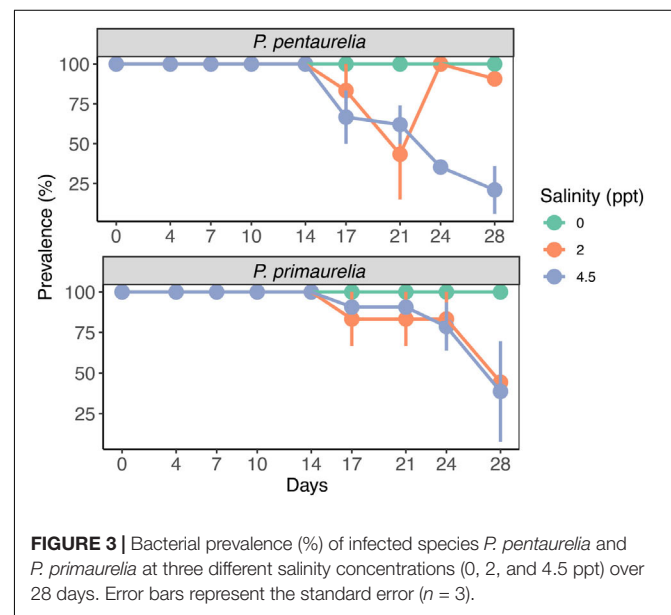 P. pentaurelia
100
75
50
25
0 4 7 10 14 17 21 24 28
Prevalence (%)
P. primaurelia
100
75
50
25
0 4 7 10 14 17 21 24 28
Days
Salinity (ppt)
0
2
4.5
FIGURE 3 | Bacterial prevalence (%) of infected species P. pentaurelia and
P. primaurelia at three different salinity concentrations (0, 2, and 4.5 ppt) over
28 days. Error bars represent the standard error (n = 3).